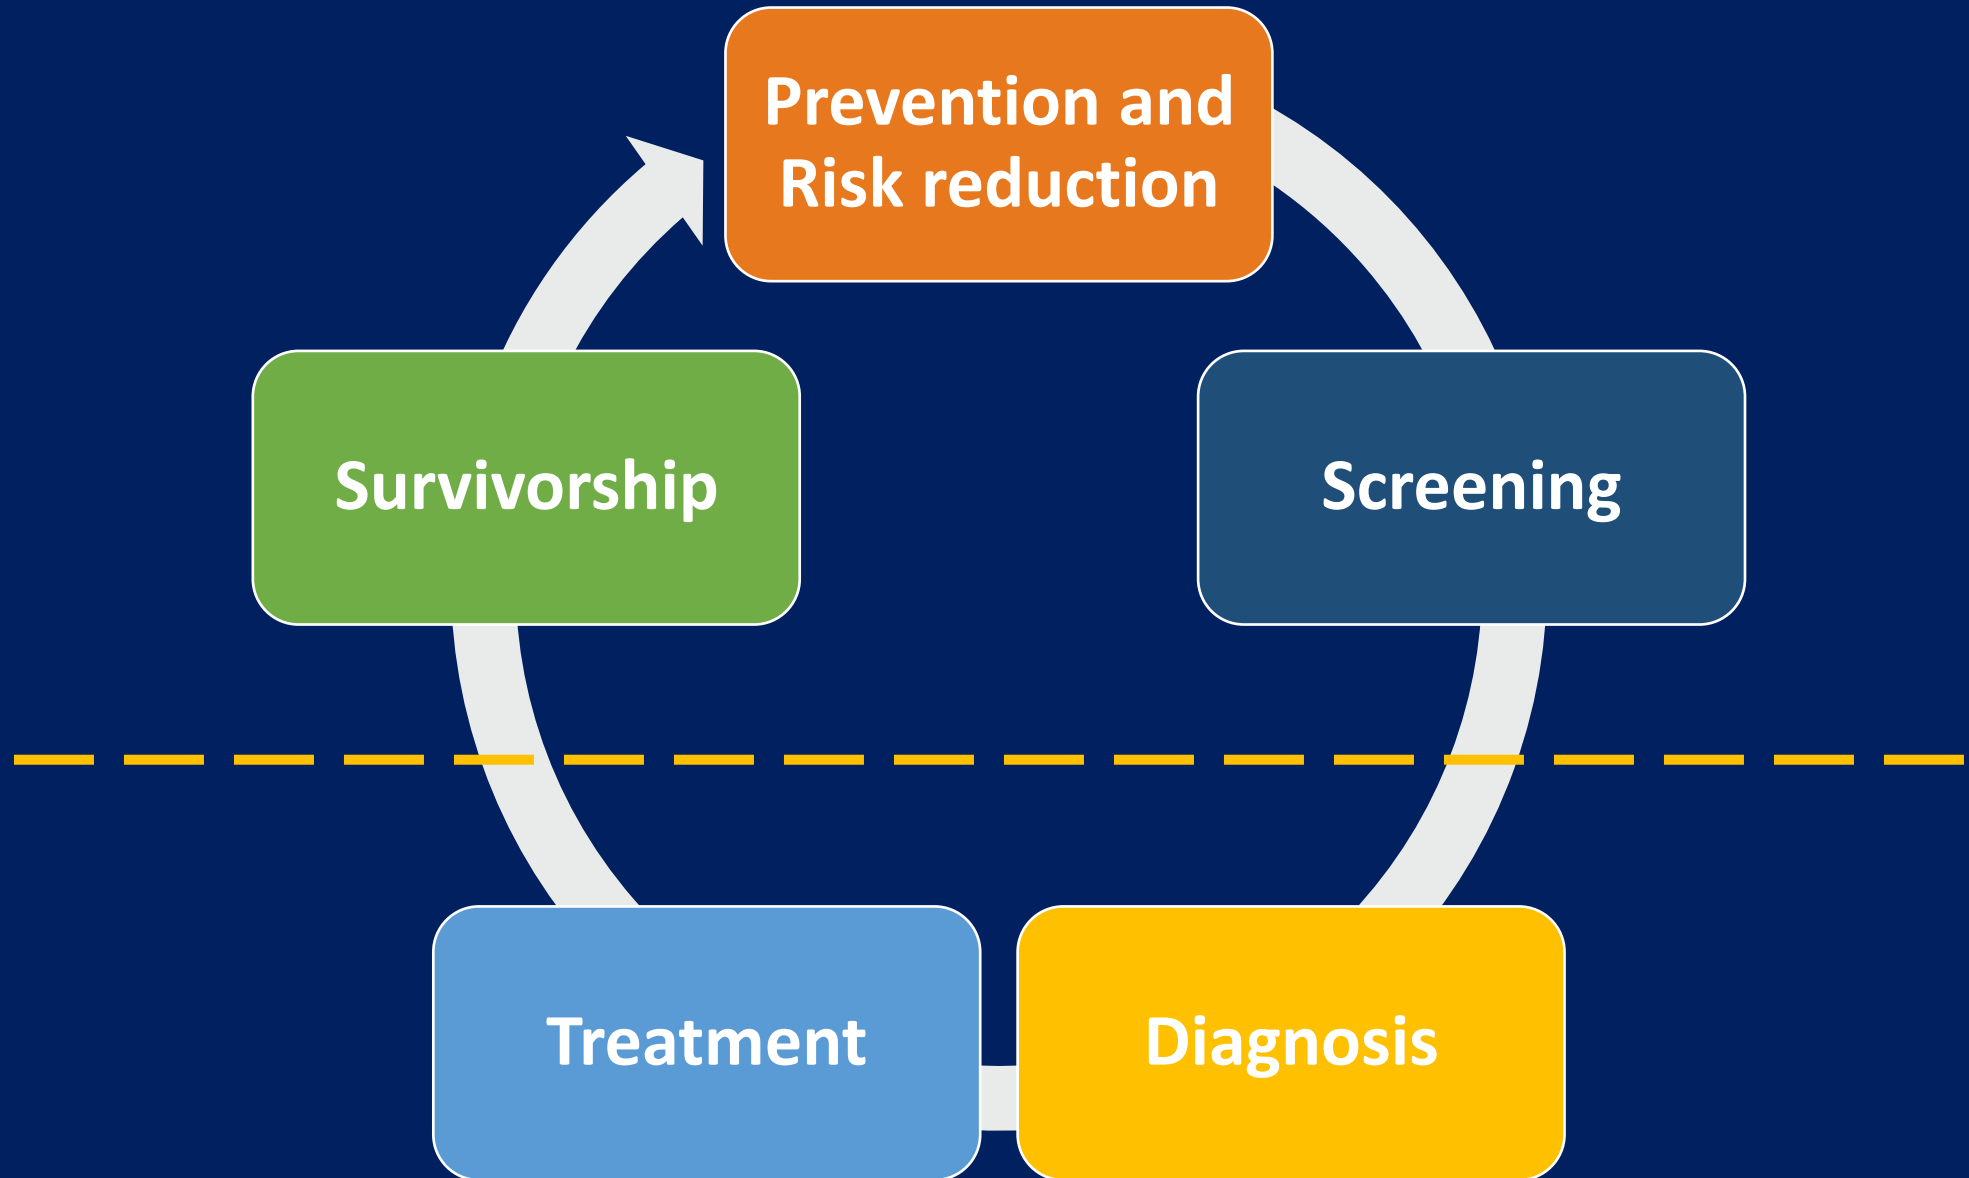 Prevention and
Risk reduction
Survivorship
Screening
Treatment
Diagnosis